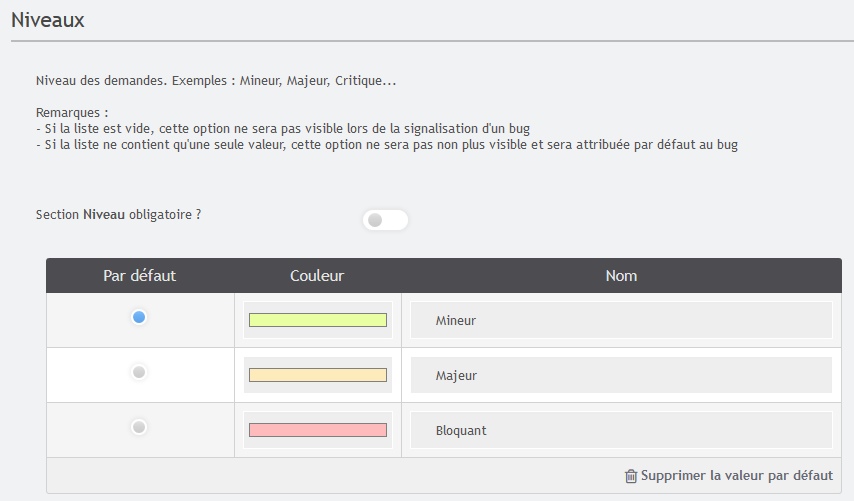 Niveaux
Niveau des demandes. Exemples : Mineur, Majeur, Critique...
Remarques :
- Si la liste est vide, cette option ne sera pas visible lors de la signalisation d'un bug
- Si la liste ne contient qu'une seule valeur, cette option ne sera pas non plus visible et sera attribuée par défaut au bug
Section Niveau obligatoire ?
Par défaut Couleur Nom
Mineur
Majeur
Bloquant
Supprimer la valeur par défaut